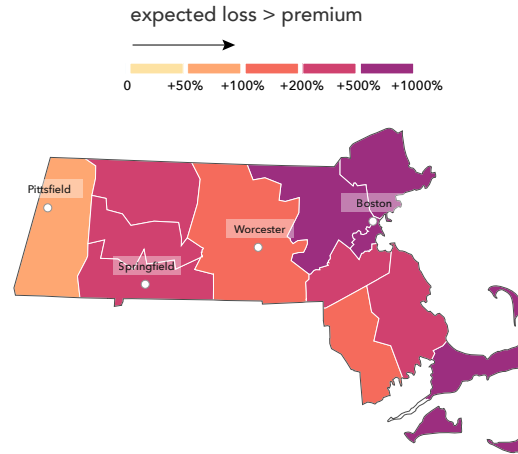 expected loss > premium
0 +50% +100% +200% +500% +1000%
Pittsfield
Boston
Worcester
Springfield